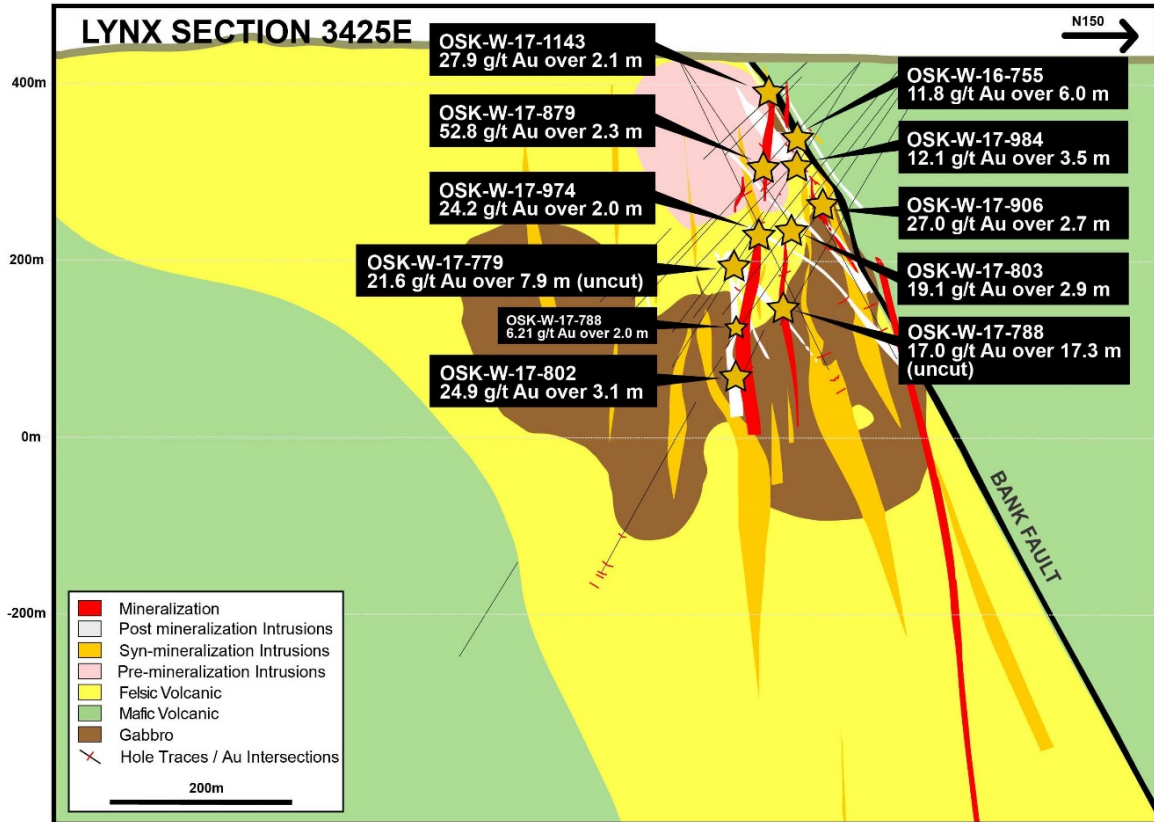 LYNX SECTION 3425E
N150
OSK-W-17-1143
27.9 g/t Au over 2.1 m
OSK-W-17-879
52.8 g/t Au over 2.3 m
OSK-W-17-974
24.2 g/t Au over 2.0 m
OSK-W-17-779
21.6 g/t Au over 7.9 m (uncut)
OSK-W-17-788
6.21 g/t Au over 2.0 m
OSK-W-17-802
24.9 g/t Au over 3.1 m
OSK-W-16-755
11.8 g/t Au over 6.0 m
OSK-W-17-984
12.1 g/t Au over 3.5 m
OSK-W-17-906
27.0 g/t Au over 2.7 m
OSK-W-17-803
19.1 g/t Au over 2.9 m
OSK-W-17-788
17.0 g/t Au over 17.3 m
(uncut)
400m
200m
0m
-200m
BANK FAULT
Mineralization
Post mineralization Intrusions
Syn-mineralization Intrusions
Pre-mineralization Intrusions
Felsic Volcanic
Mafic Volcanic
Gabbro
Hole Traces / Au Intersections
200m